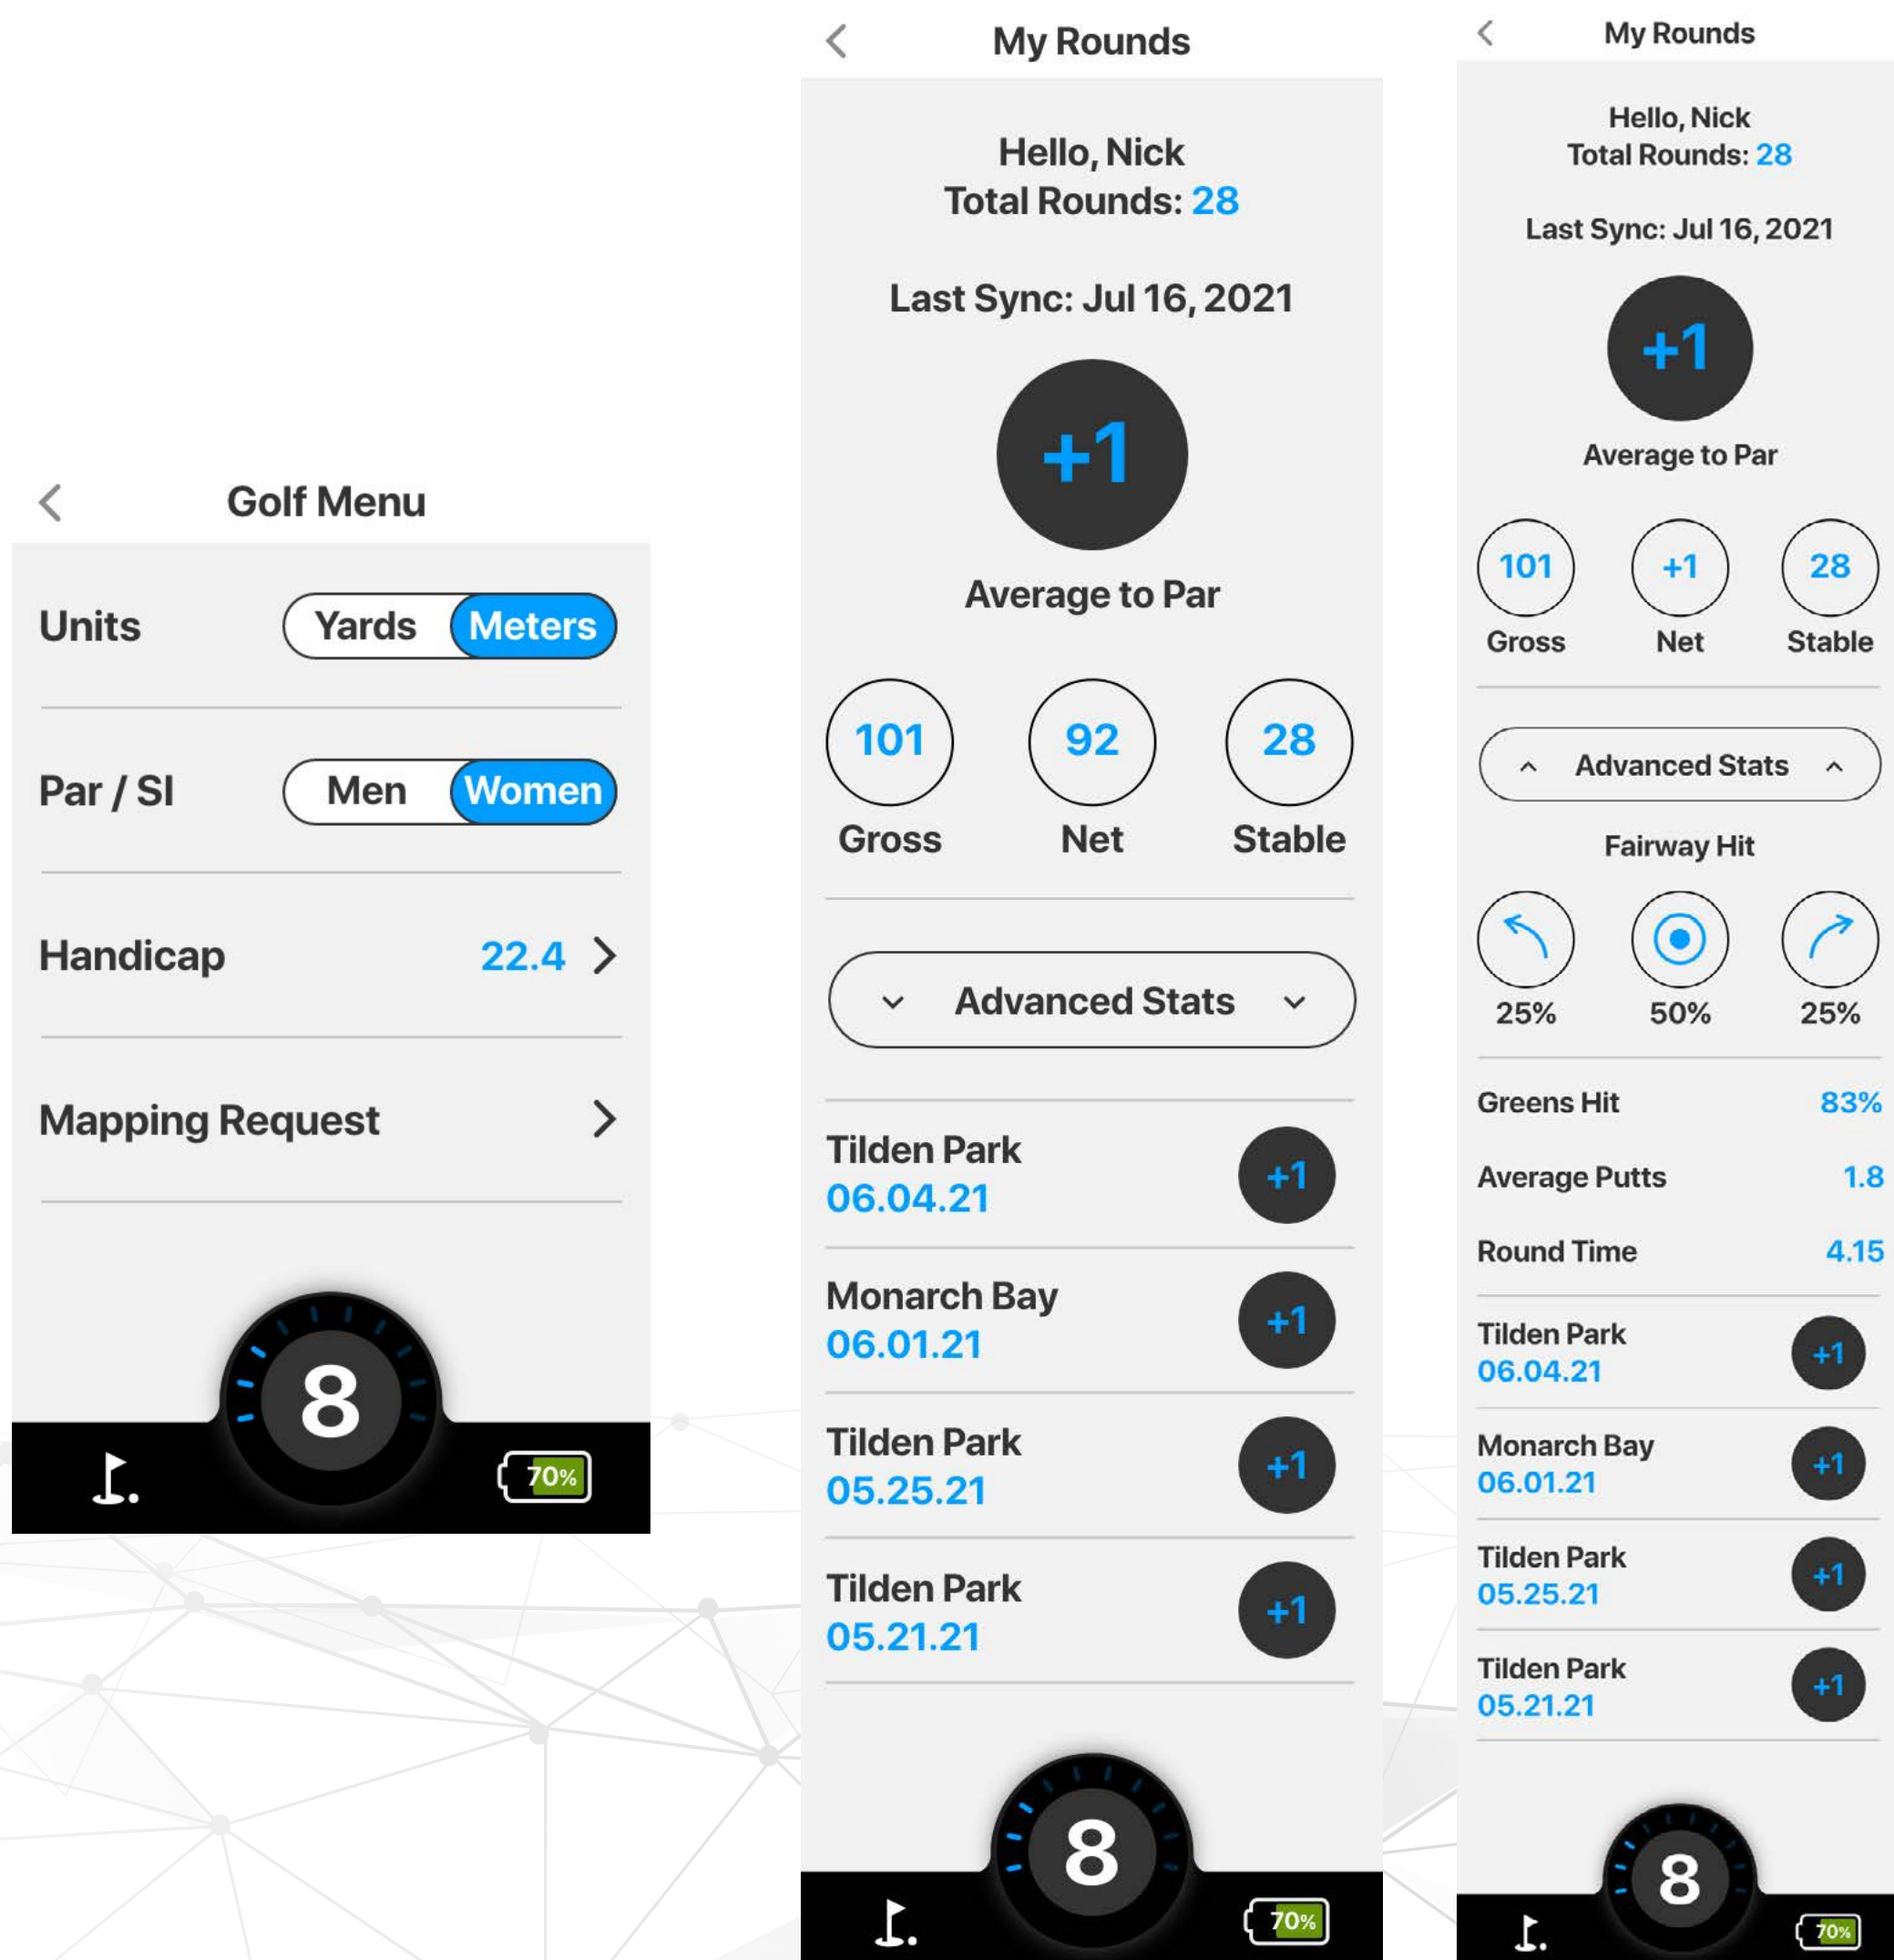 Golf Menu
Units Yards Meters
Par / SI Men Women
Handicap 22.4
Mapping Request
8
70%
My Rounds
Hello, Nick
Total Rounds: 28
Last Sync: Jul 16, 2021
+1
Average to Par
101 92 28
Gross Net Stable
Advanced Stats
Tilden Park
06.04.21
+1
Monarch Bay
06.01.21
+1
Tilden Park
05.25.21
+1
Tilden Park
05.21.21
+1
8
70%
My Rounds
Hello, Nick
Total Rounds: 28
Last Sync: Jul 16, 2021
+1
Average to Par
101 +1 28
Gross Net Stable
Advanced Stats
Fairway Hit
25% 50% 25%
Greens Hit 83%
Average Putts 1.8
Round Time 4.15
Tilden Park
06.04.21
+1
Monarch Bay
06.01.21
+1
Tilden Park
05.25.21
+1
Tilden Park
05.21.21
+1
8
70%